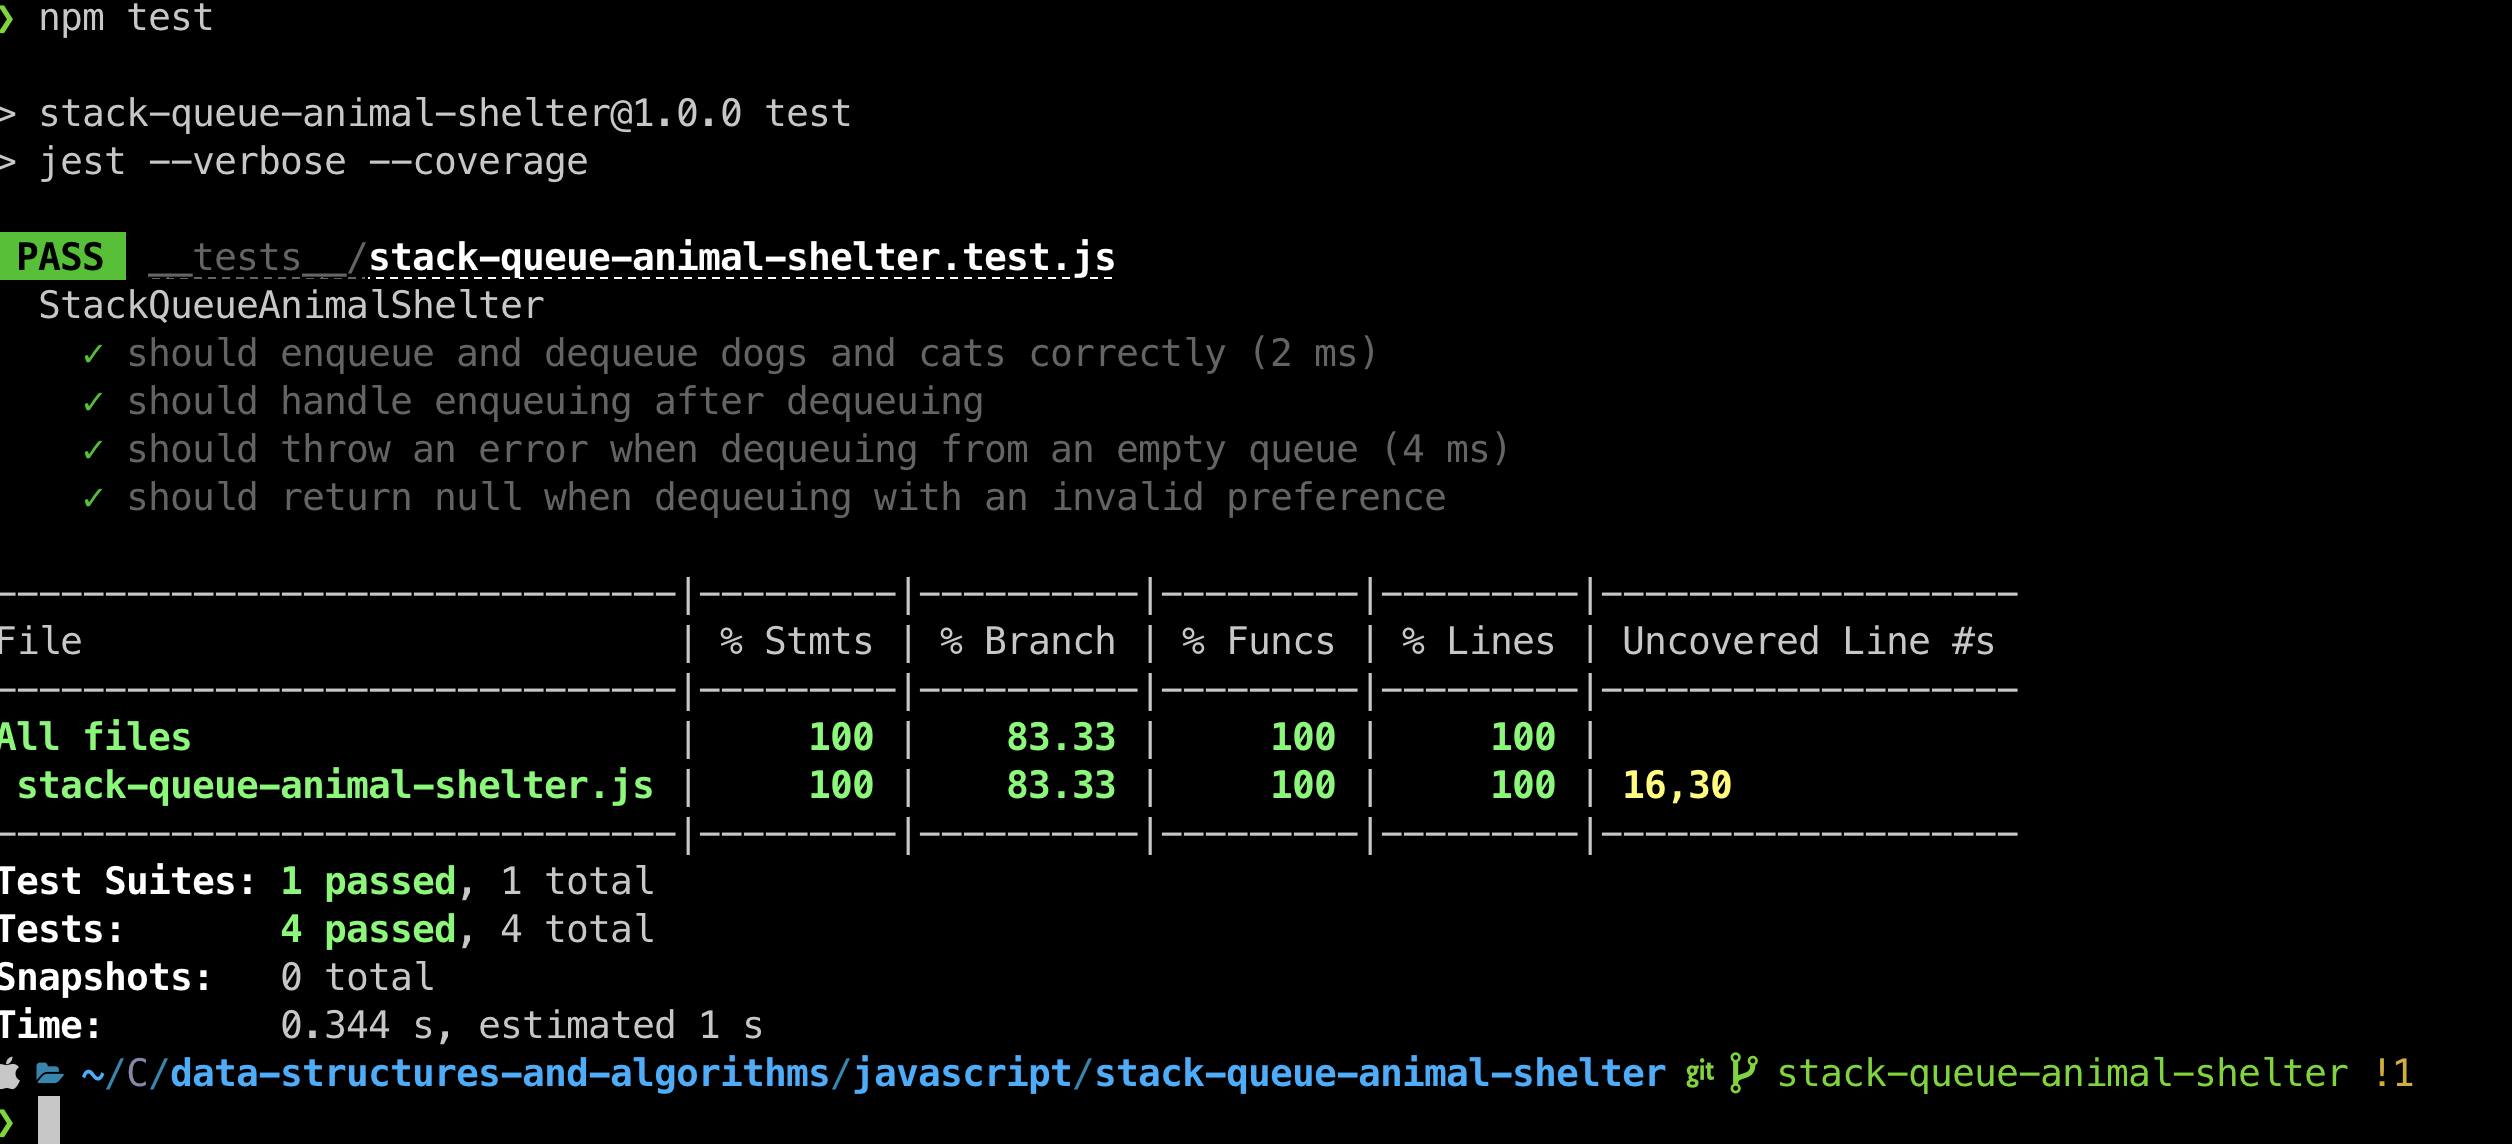 ❯ npm test
> stack-queue-animal-shelter@1.0.0 test
> jest --verbose --coverage
PASS __tests__/stack-queue-animal-shelter.test.js
StackQueueAnimalShelter
✓ should enqueue and dequeue dogs and cats correctly (2 ms)
✓ should handle enqueuing after dequeuing
✓ should throw an error when dequeuing from an empty queue (4 ms)
✓ should return null when dequeuing with an invalid preference
File | % Stmts | % Branch | % Funcs | % Lines | Uncovered Line #s
All files | 100 | 83.33 | 100 | 100 |
stack-queue-animal-shelter.js | 100 | 83.33 | 100 | 100 | 16,30
Test Suites: 1 passed, 1 total
Tests: 4 passed, 4 total
Snapshots: 0 total
Time: 0.344 s, estimated 1 s
~/C/data-structures-and-algorithms/javascript/stack-queue-animal-shelter git stack-queue-animal-shelter !1
❯